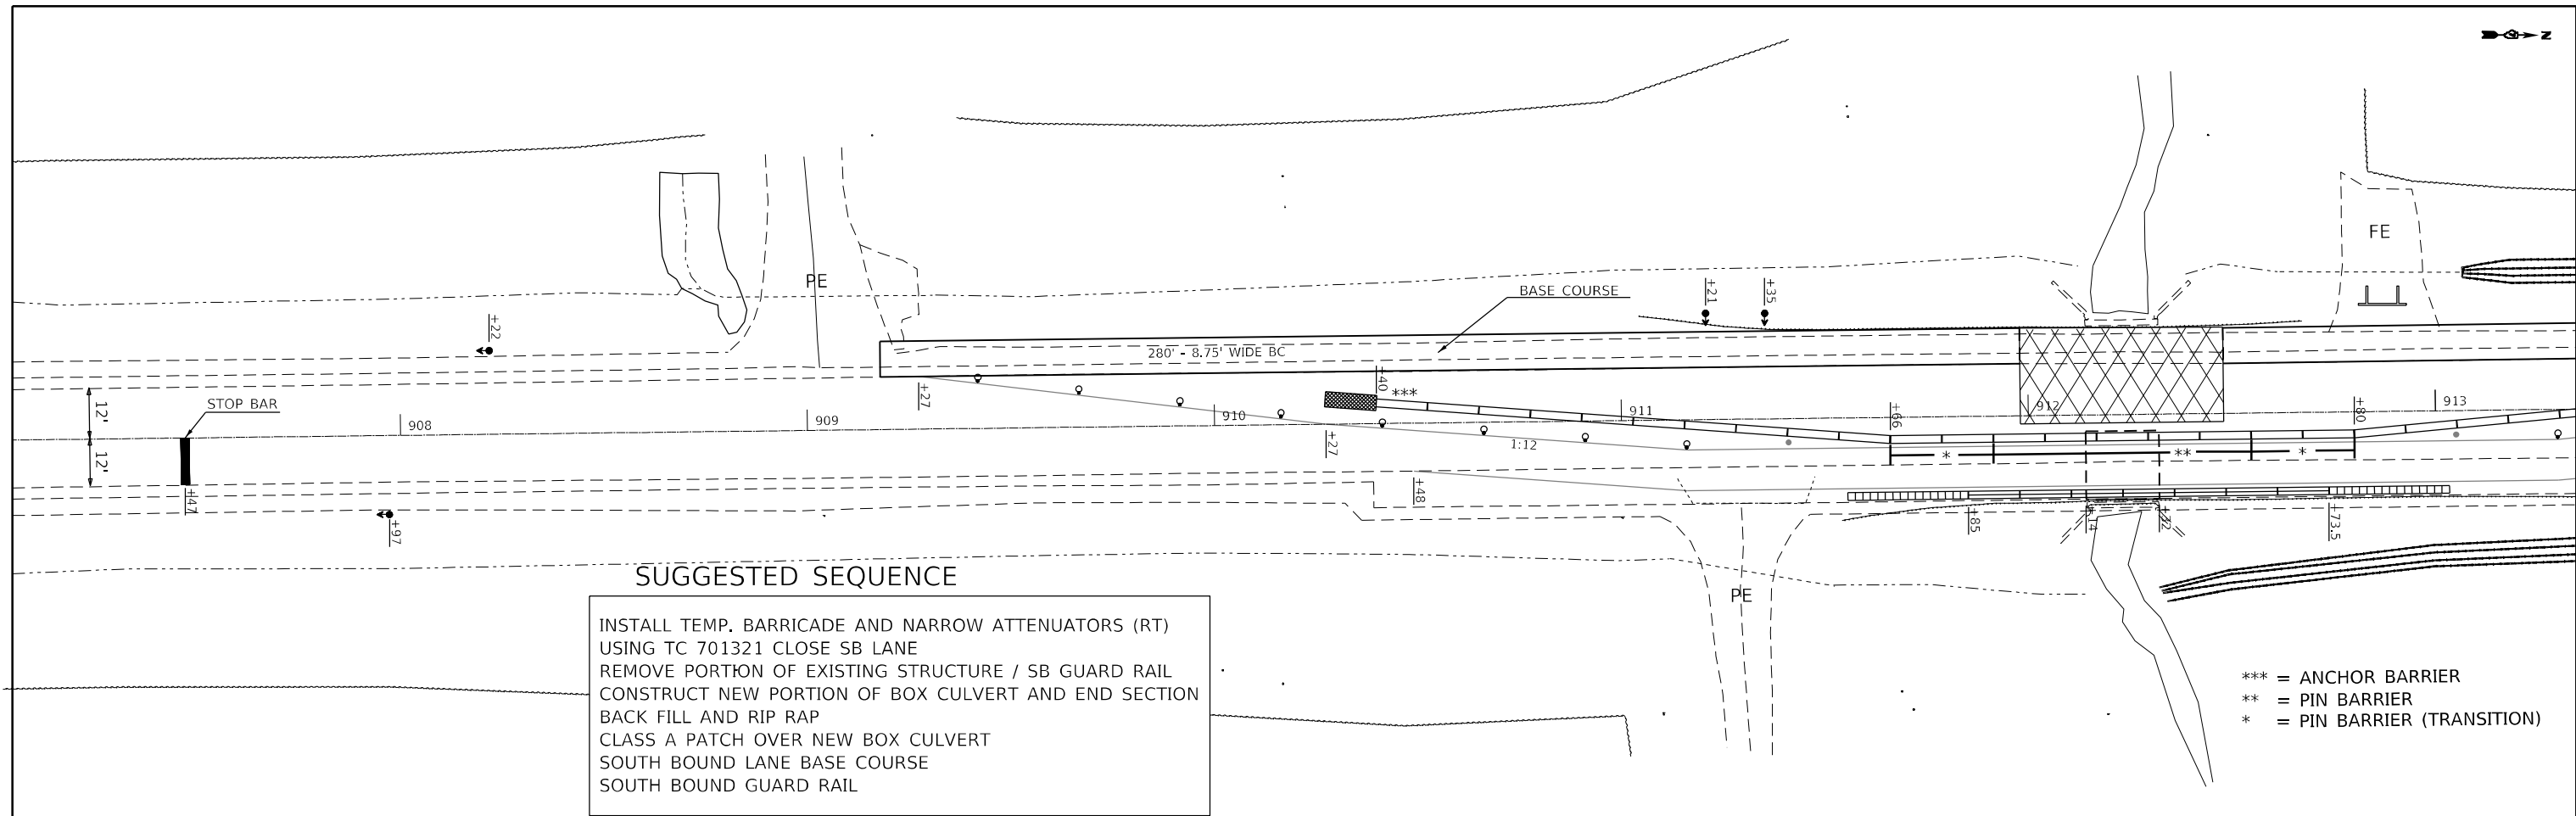 N
PE
FE
BASE COURSE
+21
+35
+22
280' - 8.75' WIDE BC
+27
+40
***
12'
STOP BAR
908
909
910
911
912
913
+66
+80
12'
+27
1:12
*
**
*
+47
+48
+97
+85
+14
+32
+73.5
PE
SUGGESTED SEQUENCE
INSTALL TEMP. BARRICADE AND NARROW ATTENUATORS (RT)
USING TC 701321 CLOSE SB LANE
REMOVE PORTION OF EXISTING STRUCTURE / SB GUARD RAIL
CONSTRUCT NEW PORTION OF BOX CULVERT AND END SECTION
BACK FILL AND RIP RAP
CLASS A PATCH OVER NEW BOX CULVERT
SOUTH BOUND LANE BASE COURSE
SOUTH BOUND GUARD RAIL
*** = ANCHOR BARRIER
** = PIN BARRIER
* = PIN BARRIER (TRANSITION)